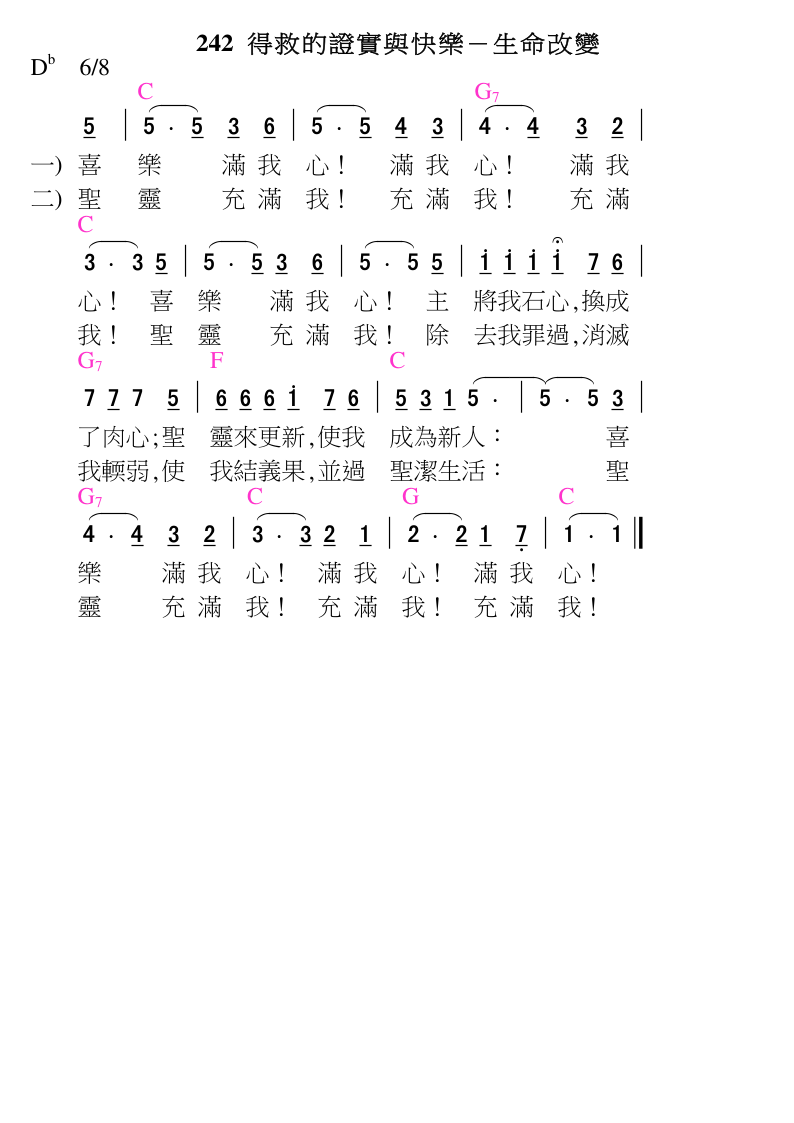 242 得救的證實與快樂－生命改變
Db 6/8
C G7
5 | 5 · 5 3 6 | 5 · 5 4 3 | 4 · 4 3 2 |
一) 喜 樂 滿 我 心！ 滿 我 心！ 滿 我
二) 聖 靈 充 滿 我！ 充 滿 我！ 充 滿
C
3 · 3 5 | 5 · 5 3 6 | 5 · 5 5 | i i i i 7 6 |
心！ 喜 樂 滿 我 心！ 主 將我石心,換成
我！ 聖 靈 充 滿 我！ 除 去我罪過,消滅
G7 F C
7 7 7 5 | 6 6 6 i 7 6 | 5 3 1 5 · | 5 · 5 3 |
了肉心;聖 靈來更新,使我 成為新人： 喜
我輭弱,使 我結義果,並過 聖潔生活： 聖
G7 C G C
4 · 4 3 2 | 3 · 3 2 1 | 2 · 2 1 7 | 1 · 1 ‖
樂 滿 我 心！ 滿 我 心！ 滿 我 心！
靈 充 滿 我！ 充 滿 我！ 充 滿 我！